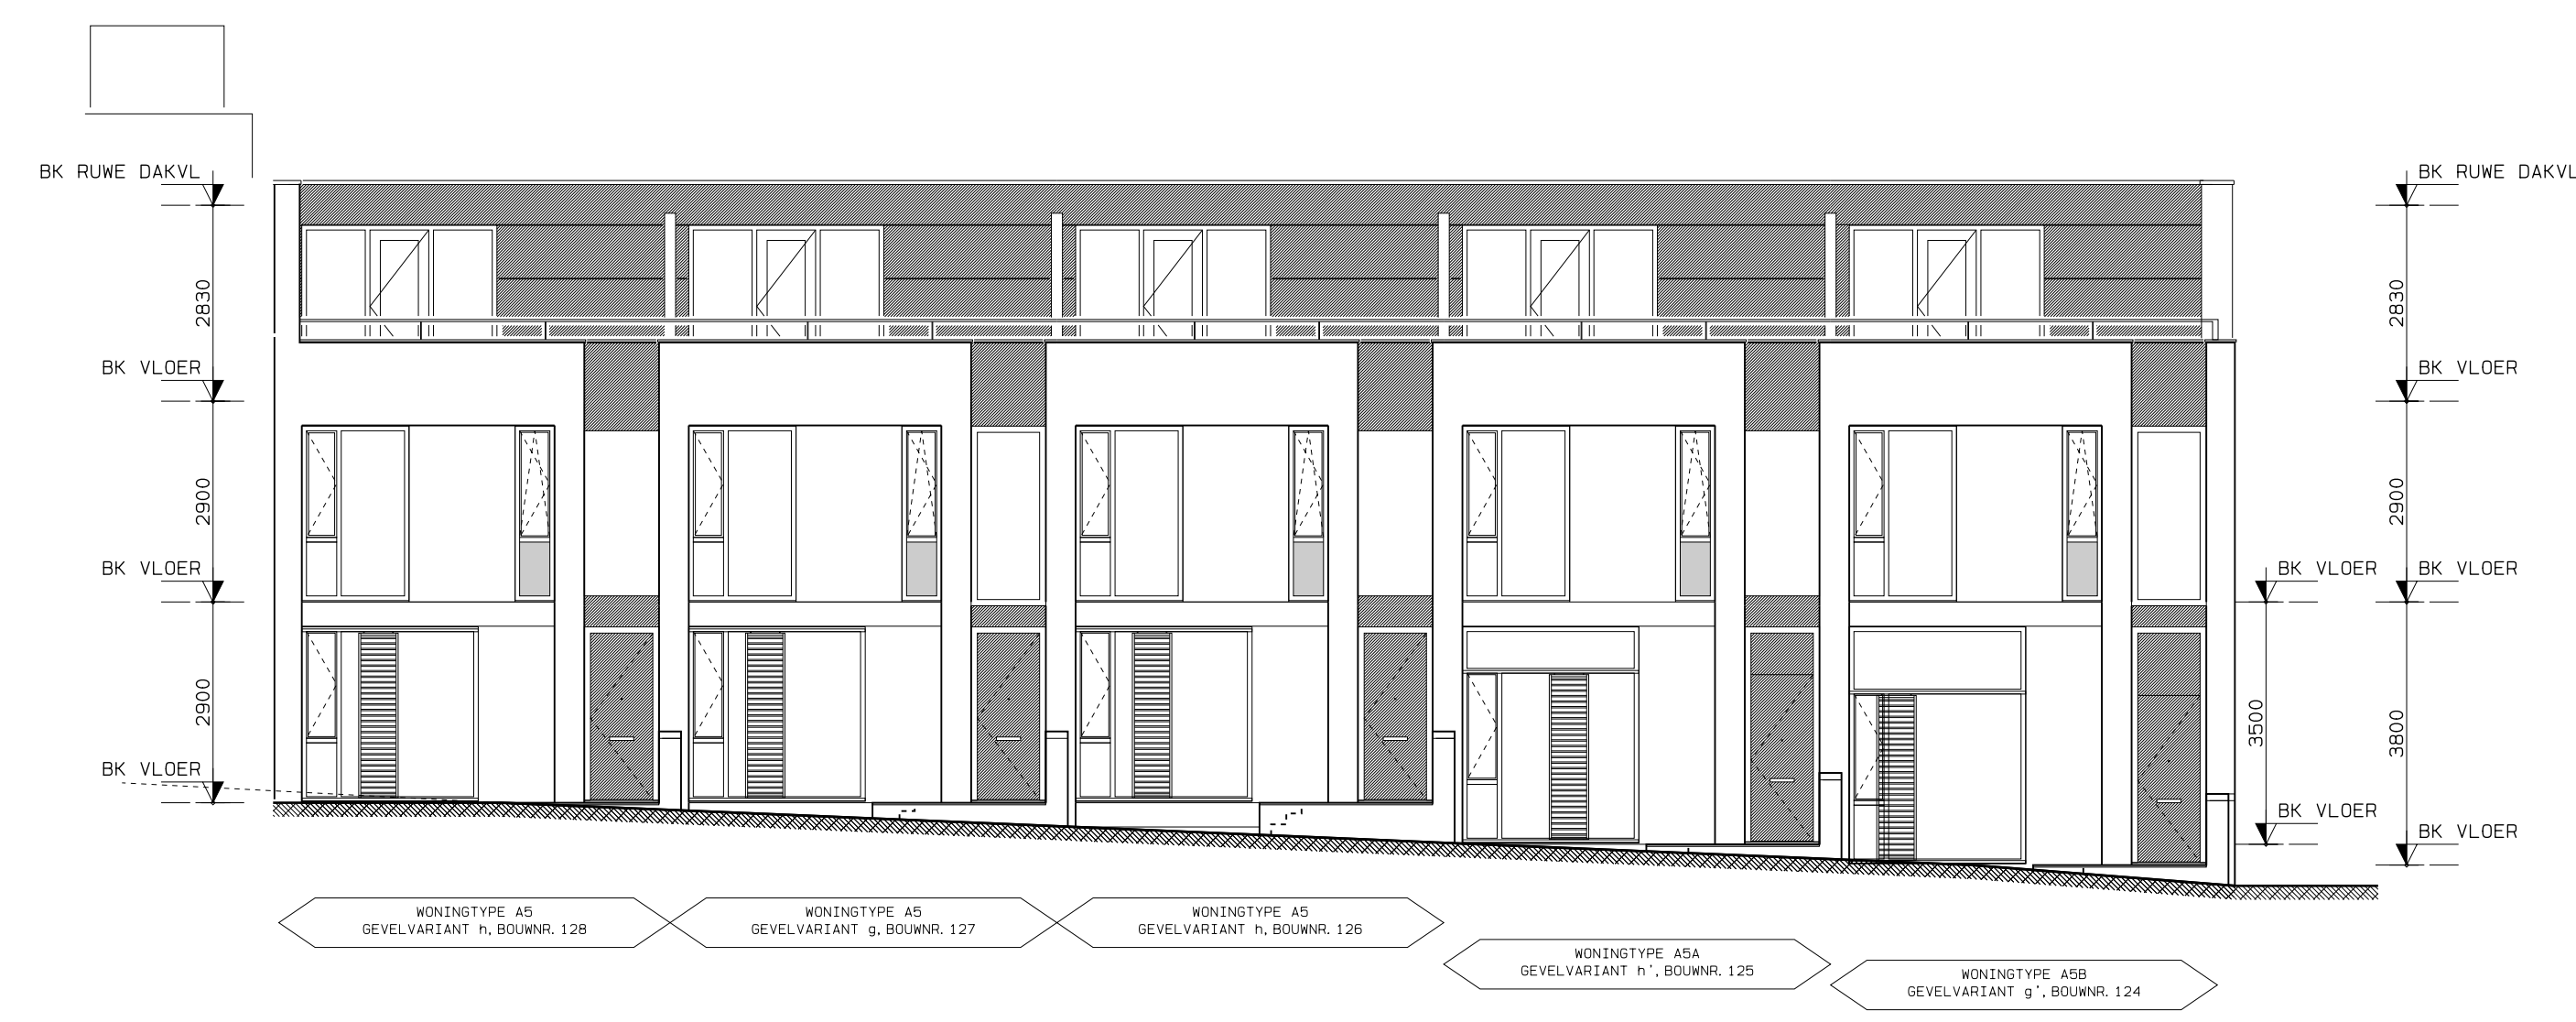 BK RUWE DAKVL
BK RUWE DAKVL
2830
2830
BK VLOER
BK VLOER
2900
2900
BK VLOER
BK VLOER
BK VLOER
2900
3500
3800
BK VLOER
BK VLOER
BK VLOER
WONINGTYPE A5
GEVELVARIANT h, BOUWNR. 128
WONINGTYPE A5
GEVELVARIANT g, BOUWNR. 127
WONINGTYPE A5
GEVELVARIANT h, BOUWNR. 126
WONINGTYPE A5A
GEVELVARIANT h', BOUWNR. 125
WONINGTYPE A5B
GEVELVARIANT g', BOUWNR. 124